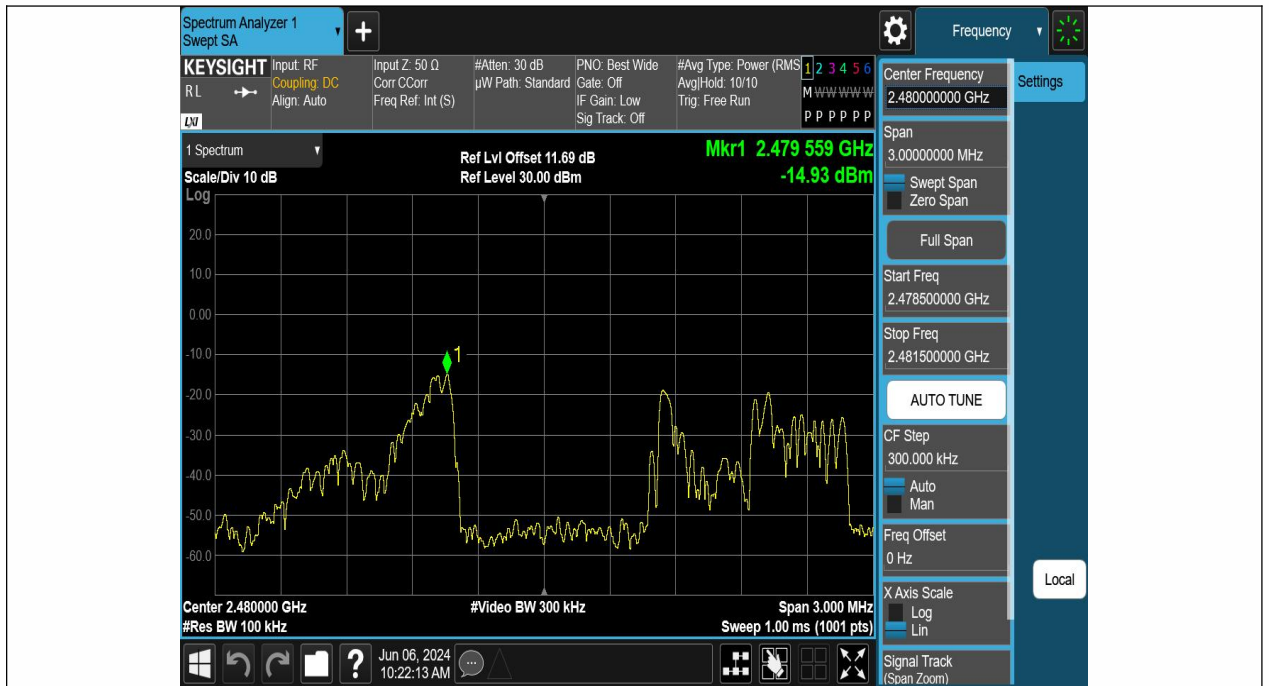 Spectrum Analyzer 1
Swept SA
+
Frequency
KEYSIGHT
RL
LXI
Input: RF
Coupling: DC
Align: Auto
Input Z: 50 Ω
Corr CCorr
Freq Ref: Int (S)
#Atten: 30 dB
µW Path: Standard
PNO: Best Wide
Gate: Off
IF Gain: Low
Sig Track: Off
#Avg Type: Power (RMS
Avg|Hold: 10/10
Trig: Free Run
1 2 3 4 5 6
M W W W W W
P P P P P P
1 Spectrum
Scale/Div 10 dB
Log
Ref Lvl Offset 11.69 dB
Ref Level 30.00 dBm
Mkr1 2.479 559 GHz
-14.93 dBm
20.0
10.0
0.00
-10.0
-20.0
-30.0
-40.0
-50.0
-60.0
1
Center 2.480000 GHz
#Res BW 100 kHz
#Video BW 300 kHz
Span 3.000 MHz
Sweep 1.00 ms (1001 pts)
Center Frequency
2.480000000 GHz
Settings
Span
3.00000000 MHz
Swept Span
Zero Span
Full Span
Start Freq
2.478500000 GHz
Stop Freq
2.481500000 GHz
AUTO TUNE
CF Step
300.000 kHz
Auto
Man
Freq Offset
0 Hz
Local
X Axis Scale
Log
Lin
Signal Track
(Span Zoom)
?
Jun 06, 2024
10:22:13 AM